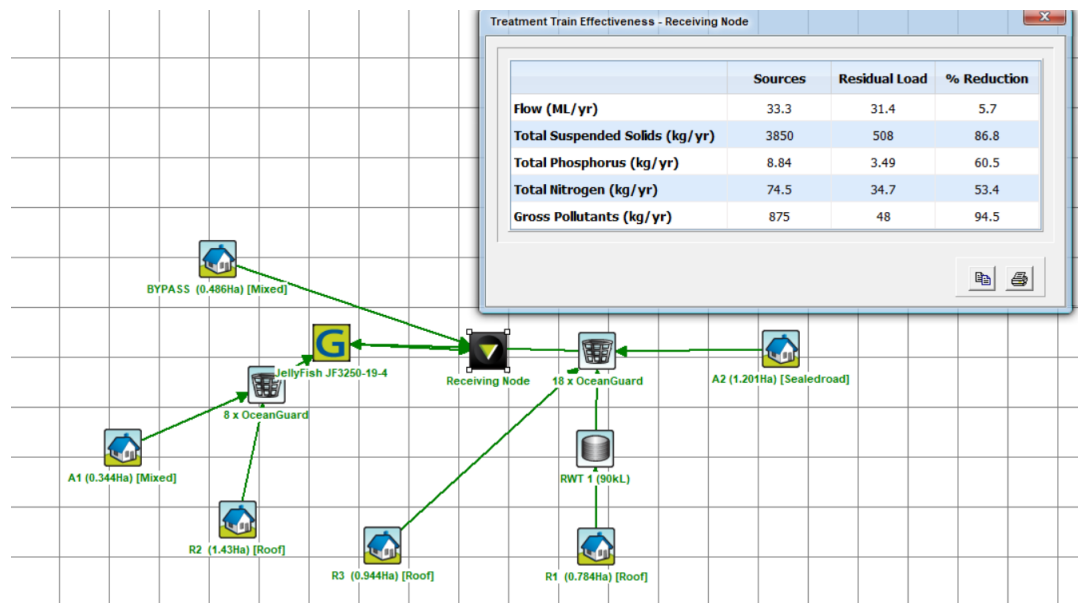 Treatment Train Effectiveness - Receiving Node
x
Sources Residual Load % Reduction
Flow (ML/yr) 33.3 31.4 5.7
Total Suspended Solids (kg/yr) 3850 508 86.8
Total Phosphorus (kg/yr) 8.84 3.49 60.5
Total Nitrogen (kg/yr) 74.5 34.7 53.4
Gross Pollutants (kg/yr) 875 48 94.5
BYPASS (0.486Ha) [Mixed]
G
JellyFish JF3250-19-4
Receiving Node
18 x OceanGuard
A2 (1.201Ha) [Sealedroad]
8 x OceanGuard
A1 (0.344Ha) [Mixed]
RWT 1 (90kL)
R2 (1.43Ha) [Roof]
R3 (0.944Ha) [Roof]
R1 (0.784Ha) [Roof]